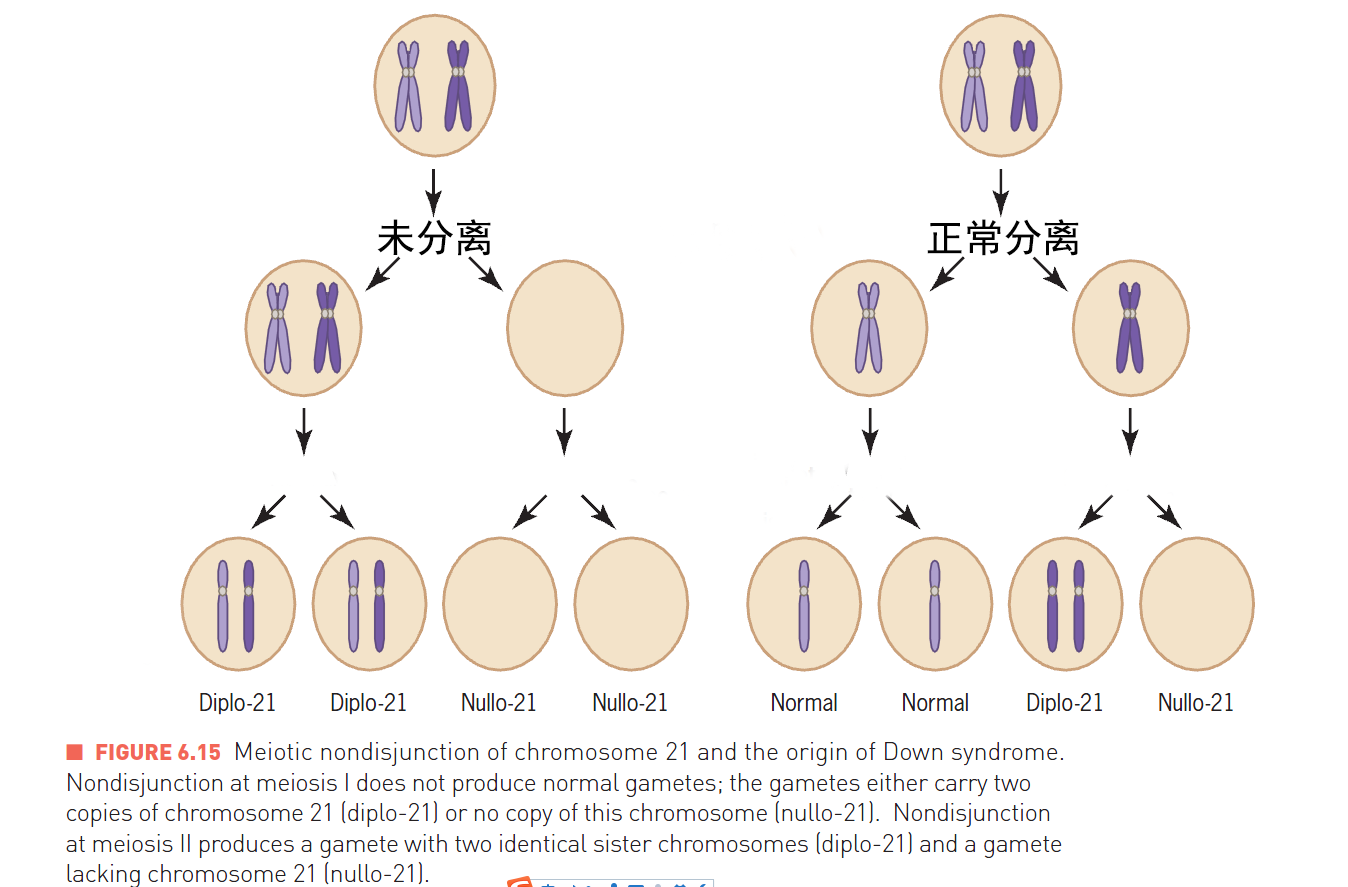 未分离
正常分离
Diplo-21
Diplo-21
Nullo-21
Nullo-21
Normal
Normal
Diplo-21
Nullo-21
■ FIGURE 6.15 Meiotic nondisjunction of chromosome 21 and the origin of Down syndrome.
Nondisjunction at meiosis I does not produce normal gametes; the gametes either carry two
copies of chromosome 21 (diplo-21) or no copy of this chromosome (nullo-21). Nondisjunction
at meiosis II produces a gamete with two identical sister chromosomes (diplo-21) and a gamete
lacking chromosome 21 (nullo-21).